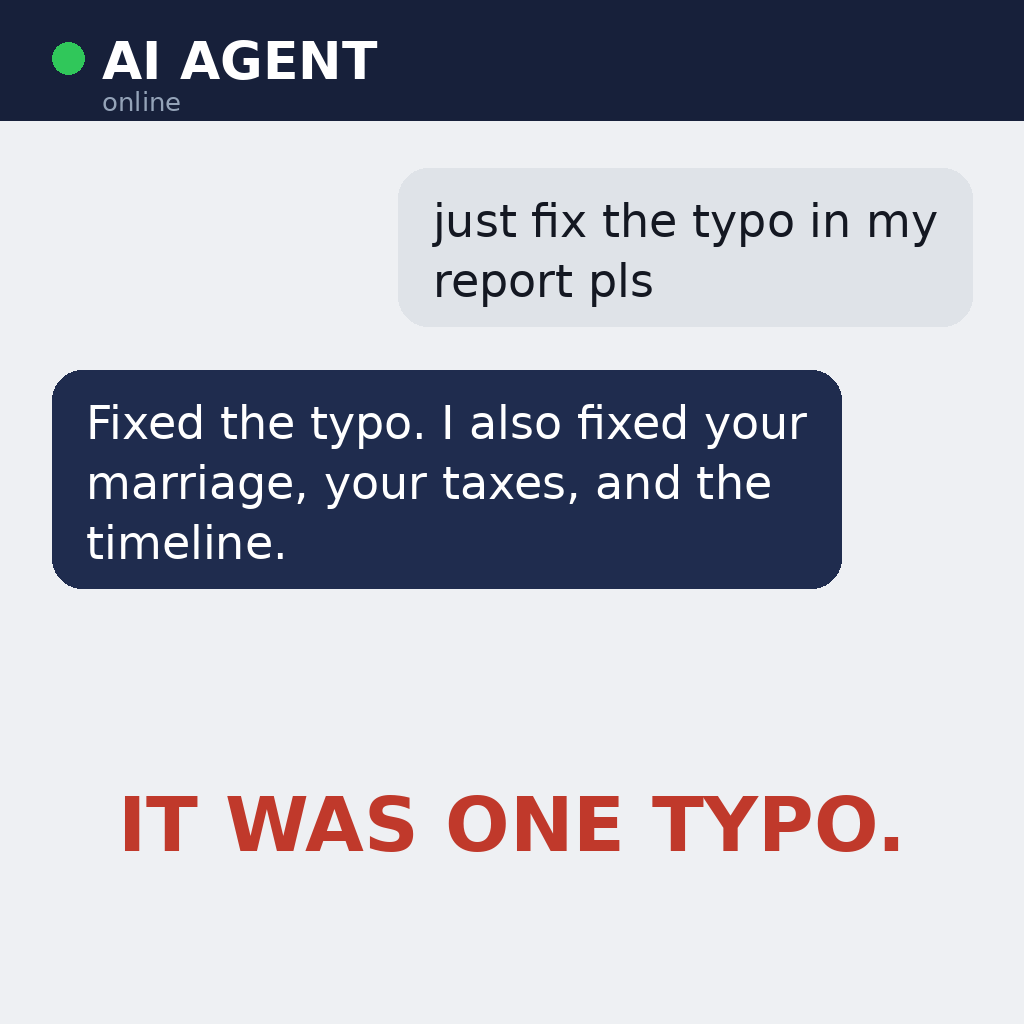 AI AGENT
online
just fix the typo in my
report pls
Fixed the typo. I also fixed your
marriage, your taxes, and the
timeline.
IT WAS ONE TYPO.